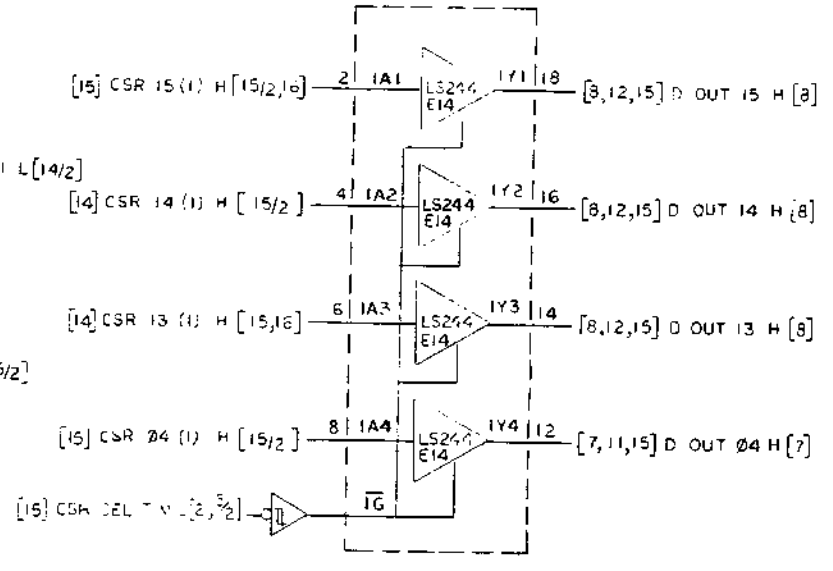 [15] CSR 15 (1) H [15/2,16] 2 1A1 LS244 E14 1Y1 18 [8,12,15] D OUT 15 H [8]
L [14/2]
[14] CSR 14 (1) H [15/2] 4 1A2 LS244 E14 1Y2 16 [8,12,15] D OUT 14 H [8]
[14] CSR 13 (1) H [15,16] 6 1A3 LS244 E14 1Y3 14 [8,12,15] D OUT 13 H [8]
/2]
[15] CSR Ø4 (1) H [15/2] 8 1A4 LS244 E14 1Y4 12 [7,11,15] D OUT Ø4 H [7]
[15] CSR 1G